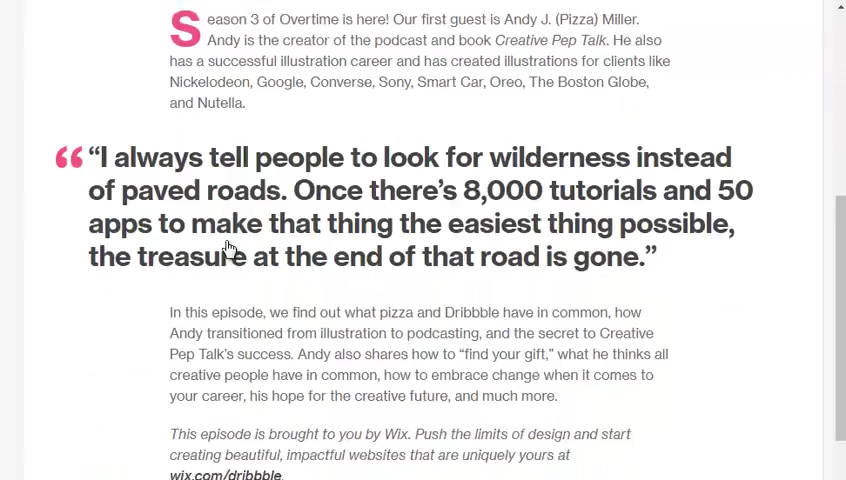 Season 3 of Overtime is here! Our first guest is Andy J. (Pizza) Miller.
Andy is the creator of the podcast and book Creative Pep Talk. He also
has a successful illustration career and has created illustrations for clients like
Nickelodeon, Google, Converse, Sony, Smart Car, Oreo, The Boston Globe,
and Nutella.
“I always tell people to look for wilderness instead
of paved roads. Once there’s 8,000 tutorials and 50
apps to make that thing the easiest thing possible,
the treasure at the end of that road is gone.”
In this episode, we find out what pizza and Dribbble have in common, how
Andy transitioned from illustration to podcasting, and the secret to Creative
Pep Talk’s success. Andy also shares how to “find your gift,” what he thinks all
creative people have in common, how to embrace change when it comes to
your career, his hope for the creative future, and much more.
This episode is brought to you by Wix. Push the limits of design and start
creating beautiful, impactful websites that are uniquely yours at
wix.com/dribbble.